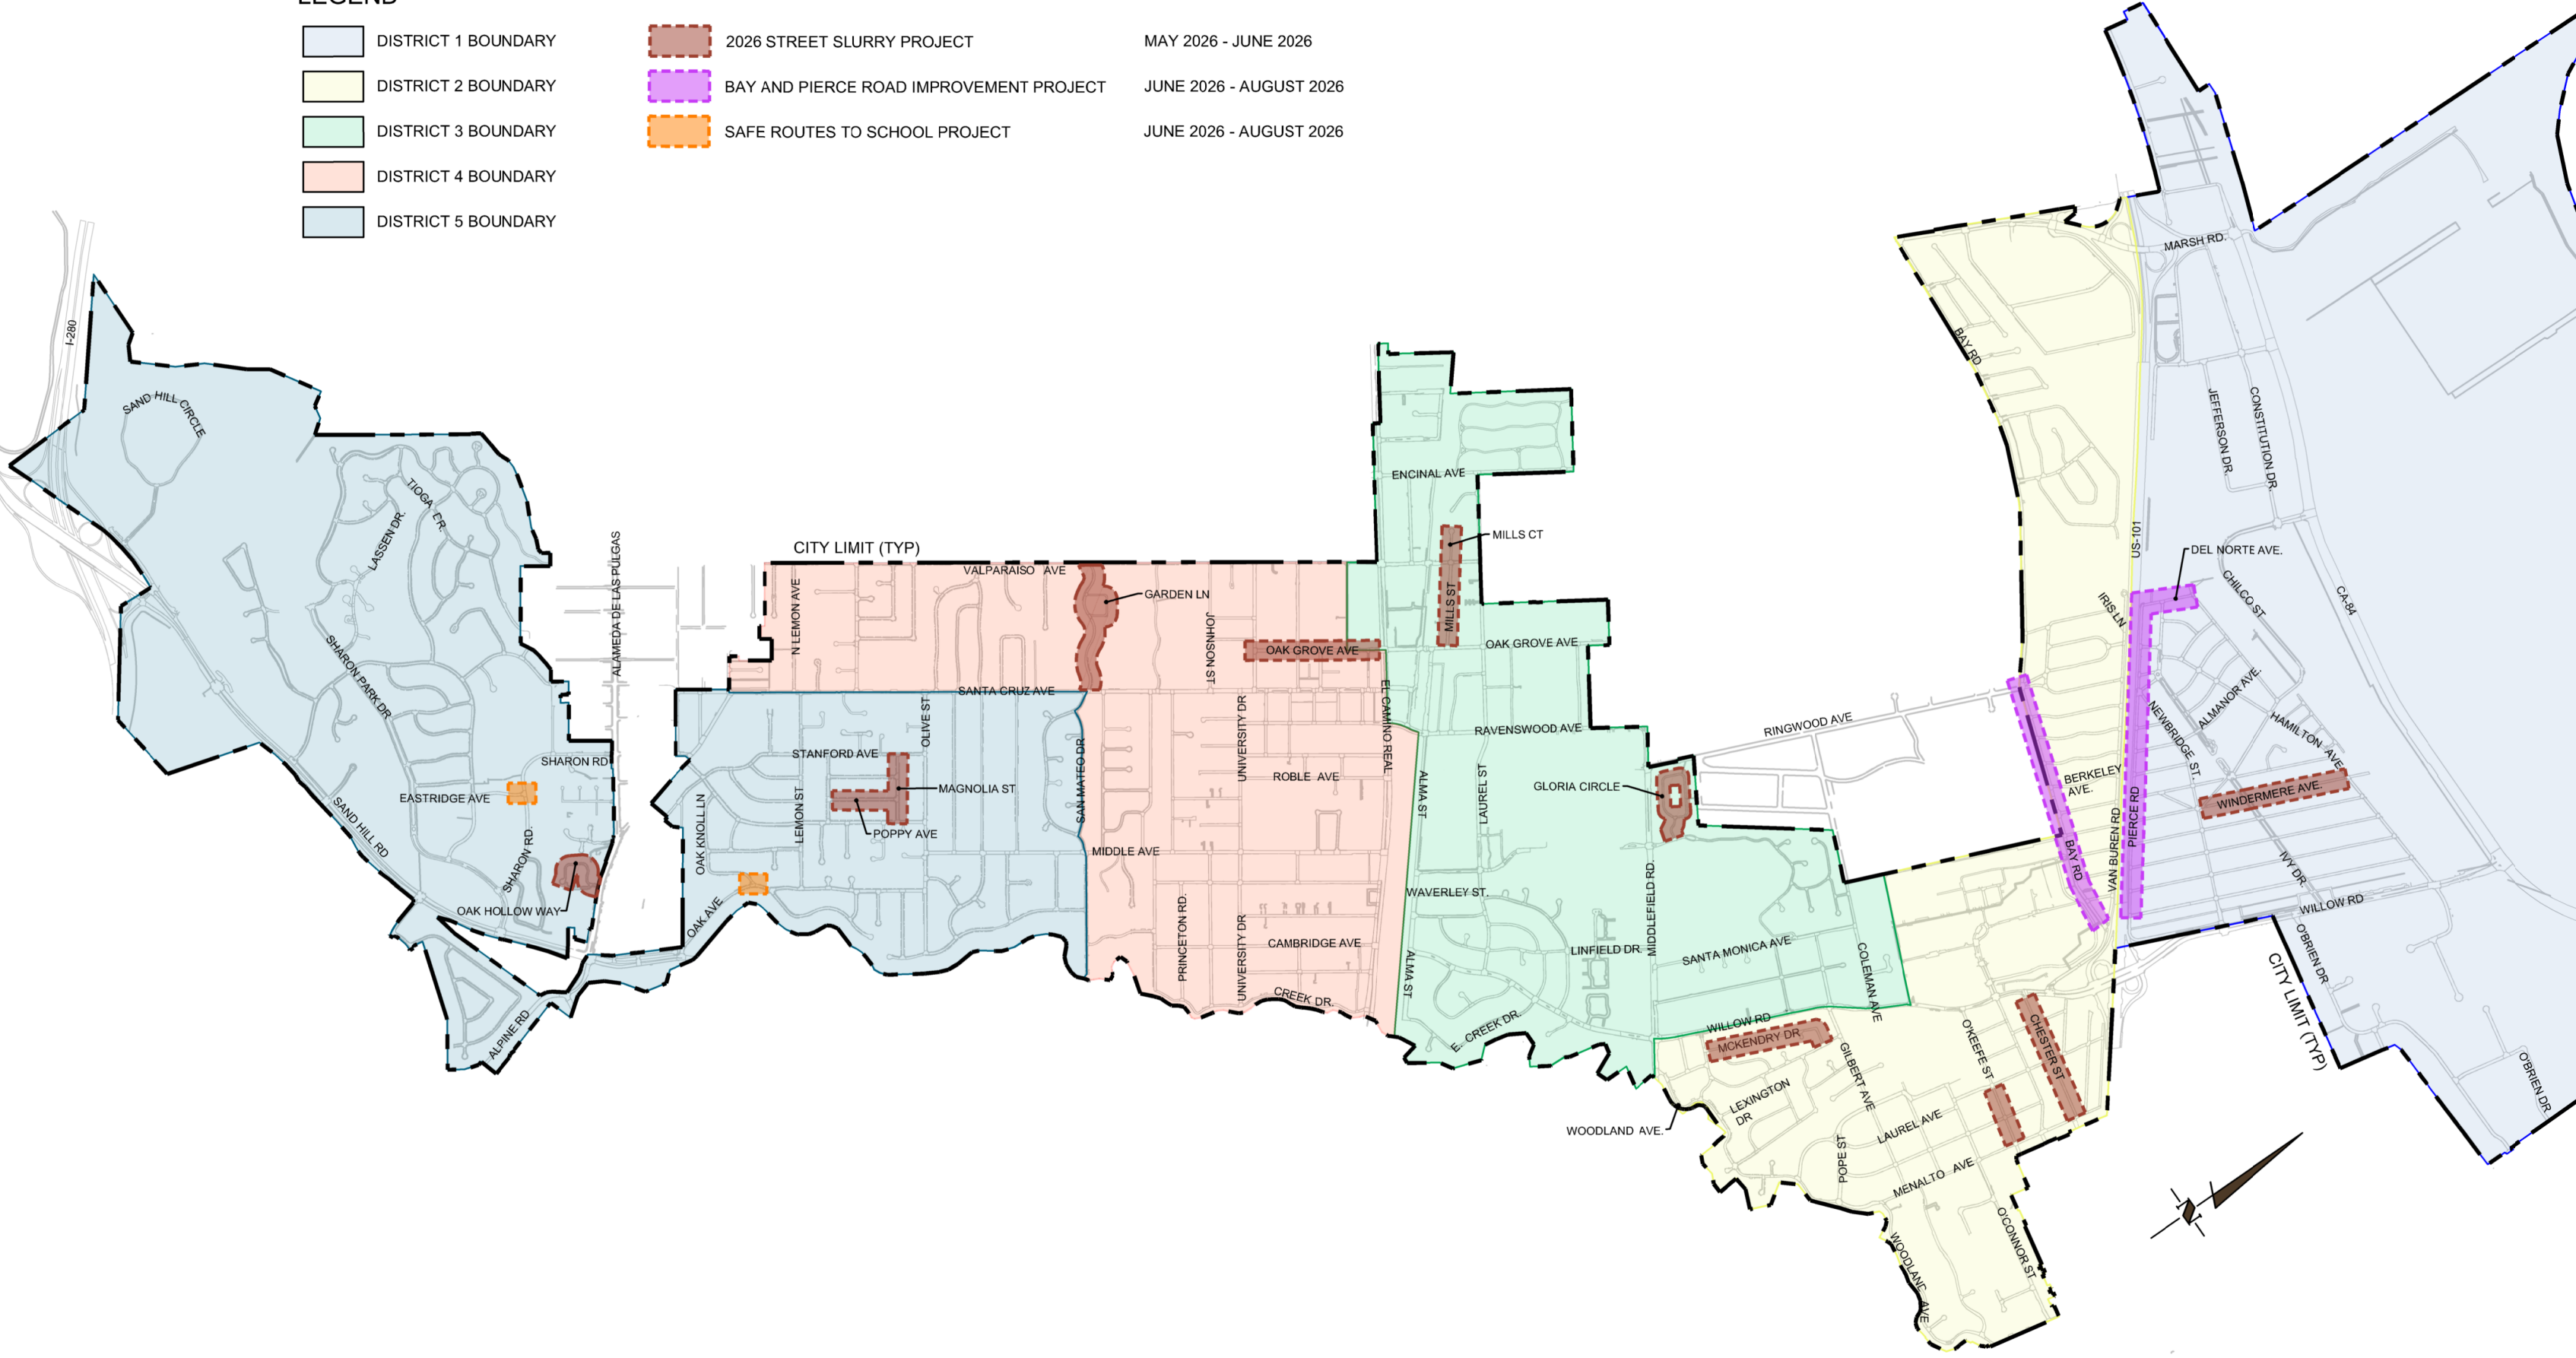 LEGEND
DISTRICT 1 BOUNDARY
DISTRICT 2 BOUNDARY
DISTRICT 3 BOUNDARY
DISTRICT 4 BOUNDARY
DISTRICT 5 BOUNDARY
2026 STREET SLURRY PROJECT MAY 2026 - JUNE 2026
BAY AND PIERCE ROAD IMPROVEMENT PROJECT JUNE 2026 - AUGUST 2026
SAFE ROUTES TO SCHOOL PROJECT JUNE 2026 - AUGUST 2026
I-280
SAND HILL CIRCLE
TIOGA DR.
LASSEN DR.
SHARON PARK DR
SHARON RD
EASTRIDGE AVE
SAND HILL RD
SHARON RD.
OAK HOLLOW WAY
ALPINE RD
ALAMEDA DE LAS PULGAS
CITY LIMIT (TYP)
N LEMON AVE
VALPARAISO AVE
GARDEN LN
JOHNSON ST
OAK GROVE AVE
SANTA CRUZ AVE
OLIVE ST
STANFORD AVE
MAGNOLIA ST
POPPY AVE
LEMON ST
OAK KNOLL LN
OAK AVE
SAN MATEO DR
MIDDLE AVE
UNIVERSITY DR
ROBLE AVE
EL CAMINO REAL
PRINCETON RD.
UNIVERSITY DR
CAMBRIDGE AVE
CREEK DR.
ENCINAL AVE
MILLS CT
MILLS ST
OAK GROVE AVE
RAVENSWOOD AVE
ALMA ST
LAUREL ST
GLORIA CIRCLE
RINGWOOD AVE
WAVERLEY ST.
MIDDLEFIELD RD.
LINFIELD DR.
ALMA ST
E. CREEK DR.
SANTA MONICA AVE
COLEMAN AVE
WILLOW RD
MCKENDRY DR
WOODLAND AVE.
LEXINGTON
DR
GILBERT AVE
POPE ST
LAUREL AVE
MENALTO AVE
O'KEEFE ST
CHESTER ST
O'CONNOR ST
WOODLAND AVE
BAY RD
MARSH RD.
JEFFERSON DR.
CONSTITUTION DR.
US-101
DEL NORTE AVE.
CHILCO ST
CA-84
IRIS LN
NEWBRIDGE ST.
ALMANOR AVE.
HAMILTON AVE
BERKELEY
AVE.
WINDERMERE AVE.
PIERCE RD
BAY RD
VAN BUREN RD
IVY DR.
WILLOW RD
O'BRIEN DR
CITY LIMIT (TYP)
O'BRIEN DR
N